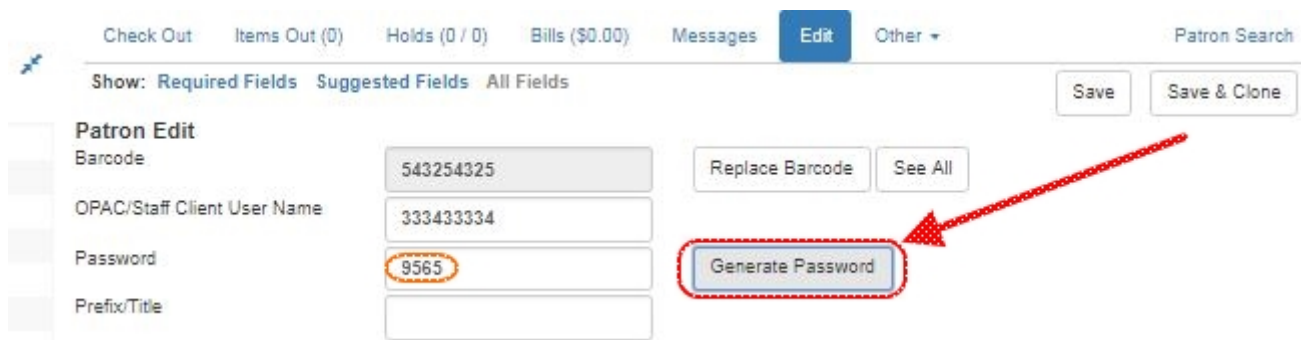 Check Out Items Out (0) Holds (0 / 0) Bills ($0.00) Messages Edit Other Patron Search
Show: Required Fields Suggested Fields All Fields
Save Save & Clone
Patron Edit
Barcode 543254325 Replace Barcode See All
OPAC/Staff Client User Name 333433334
Password 9565 Generate Password
Prefix/Title